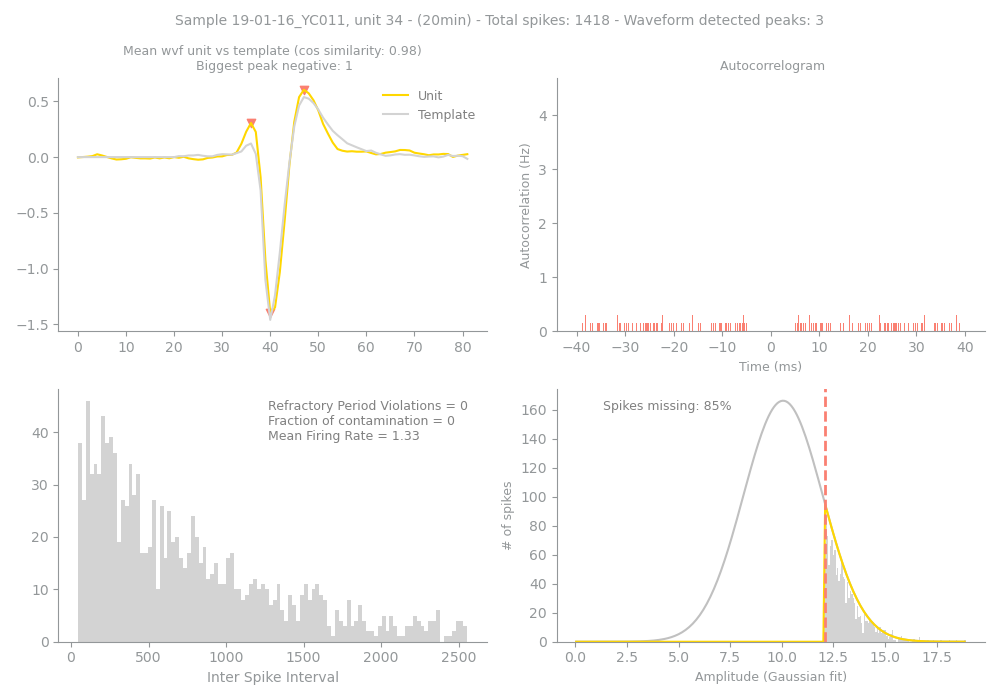 Sample 19-01-16_YC011, unit 34 - (20min) - Total spikes: 1418 - Waveform detected peaks: 3
Mean wvf unit vs template (cos similarity: 0.98)
Biggest peak negative: 1
Unit
Template
0.5
0.0
−0.5
−1.0
−1.5
0 10 20 30 40 50 60 70 80
Autocorrelogram
Autocorrelation (Hz)
4
3
2
1
0
−40 −30 −20 −10 0 10 20 30 40
Time (ms)
Refractory Period Violations = 0
Fraction of contamination = 0
Mean Firing Rate = 1.33
40
30
20
10
0
0 500 1000 1500 2000 2500
Inter Spike Interval
Spikes missing: 85%
# of spikes
160
140
120
100
80
60
40
20
0
0.0 2.5 5.0 7.5 10.0 12.5 15.0 17.5
Amplitude (Gaussian fit)